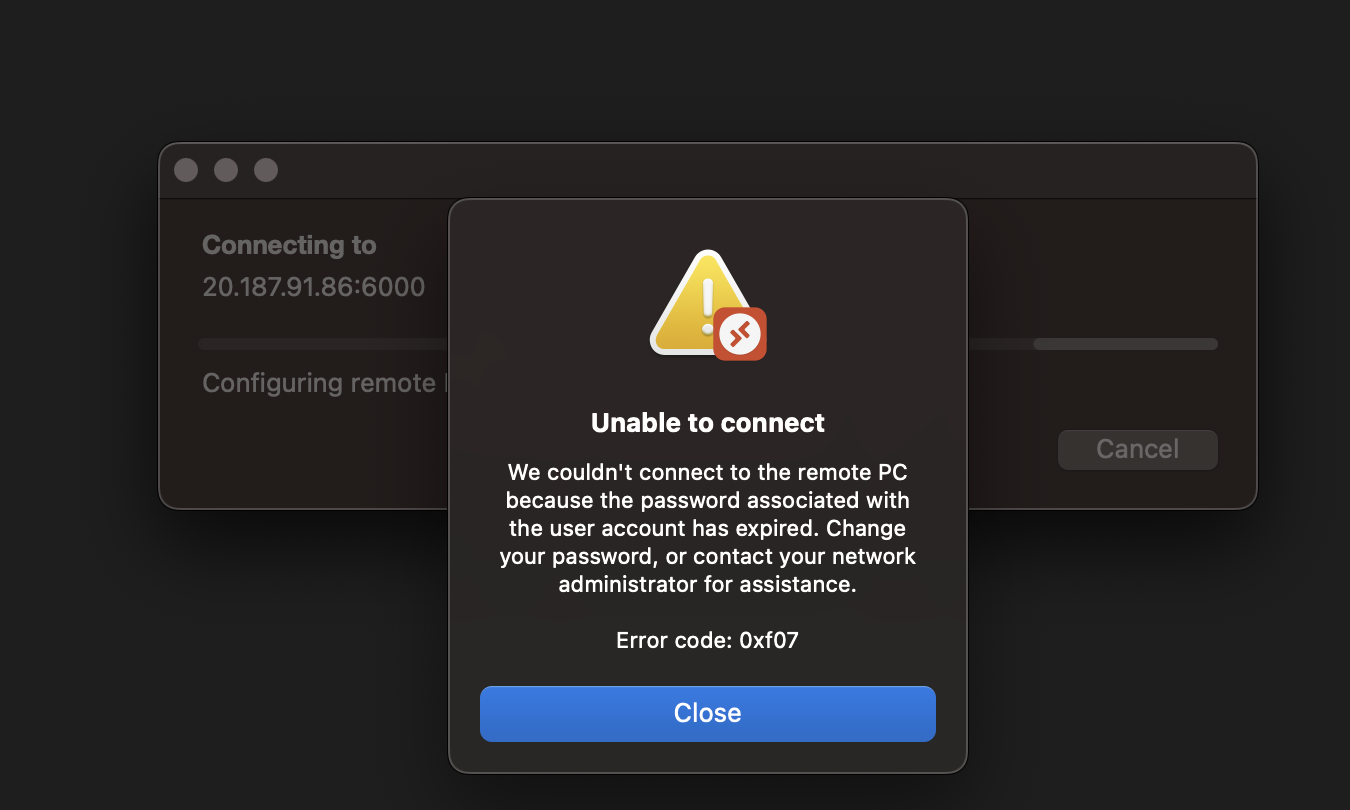 Connecting to
20.187.91.86:6000
Configuring remote
Cancel
Unable to connect
We couldn't connect to the remote PC
because the password associated with
the user account has expired. Change
your password, or contact your network
administrator for assistance.
Error code: 0xf07
Close